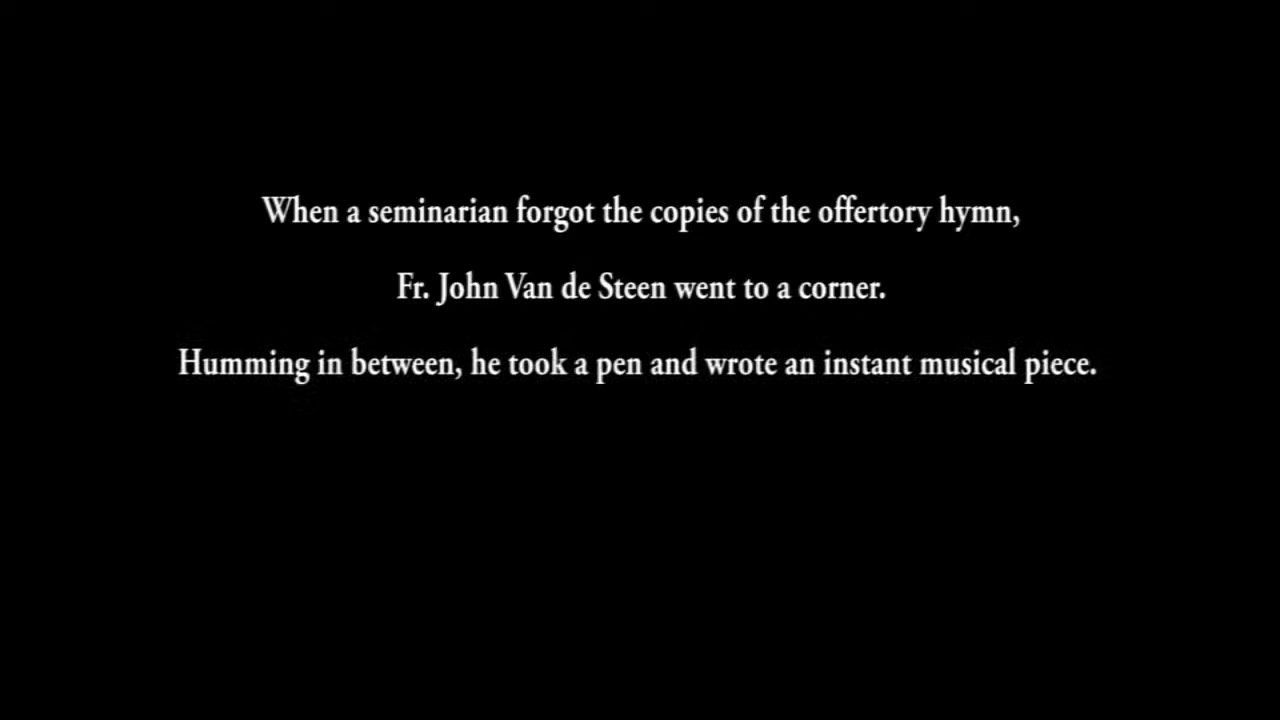 When a seminarian forgot the copies of the offertory hymn,
Fr. John Van de Steen went to a corner.
Humming in between, he took a pen and wrote an instant musical piece.